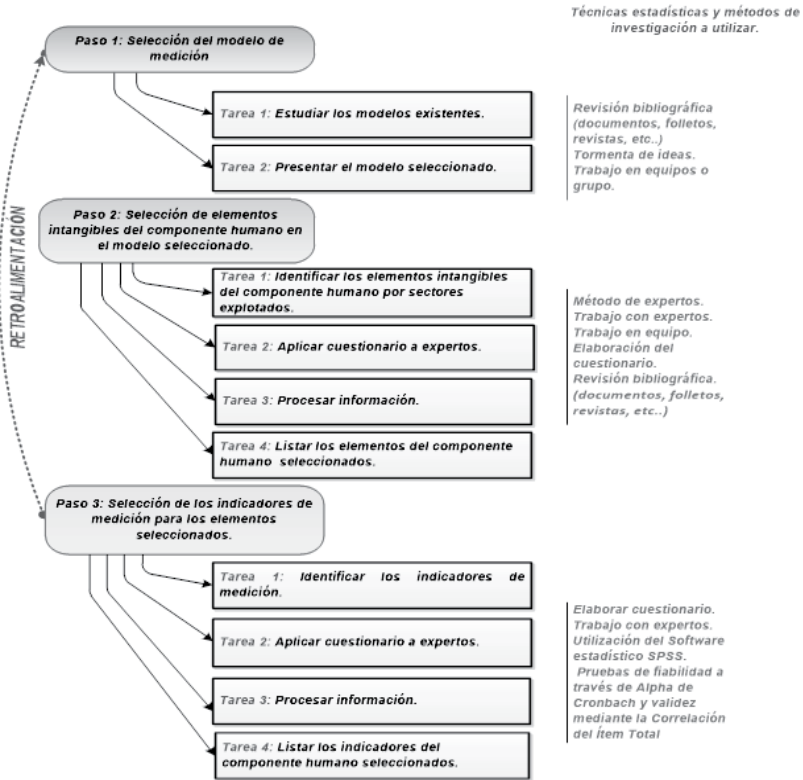 Técnicas estadísticas y métodos de
investigación a utilizar.
Paso 1: Selección del modelo de
medición
Tarea 1: Estudiar los modelos existentes.
Tarea 2: Presentar el modelo seleccionado.
Revisión bibliográfica
(documentos, folletos,
revistas, etc..)
Tormenta de ideas.
Trabajo en equipos o
grupo.
RETROALIMENTACIÓN
Paso 2: Selección de elementos
intangibles del componente humano en
el modelo seleccionado.
Tarea 1: Identificar los elementos intangibles
del componente humano por sectores
explotados.
Tarea 2: Aplicar cuestionario a expertos.
Tarea 3: Procesar información.
Tarea 4: Listar los elementos del componente
humano seleccionados.
Método de expertos.
Trabajo con expertos.
Trabajo en equipo.
Elaboración del
cuestionario.
Revisión bibliográfica.
(documentos, folletos,
revistas, etc..)
Paso 3: Selección de los indicadores de
medición para los elementos
seleccionados.
Tarea 1: Identificar los indicadores de
medición.
Tarea 2: Aplicar cuestionario a expertos.
Tarea 3: Procesar información.
Tarea 4: Listar los indicadores del
componente humano seleccionados.
Elaborar cuestionario.
Trabajo con expertos.
Utilización del Software
estadístico SPSS.
Pruebas de fiabilidad a
través de Alpha de
Cronbach y validez
mediante la Correlación
del Ítem Total